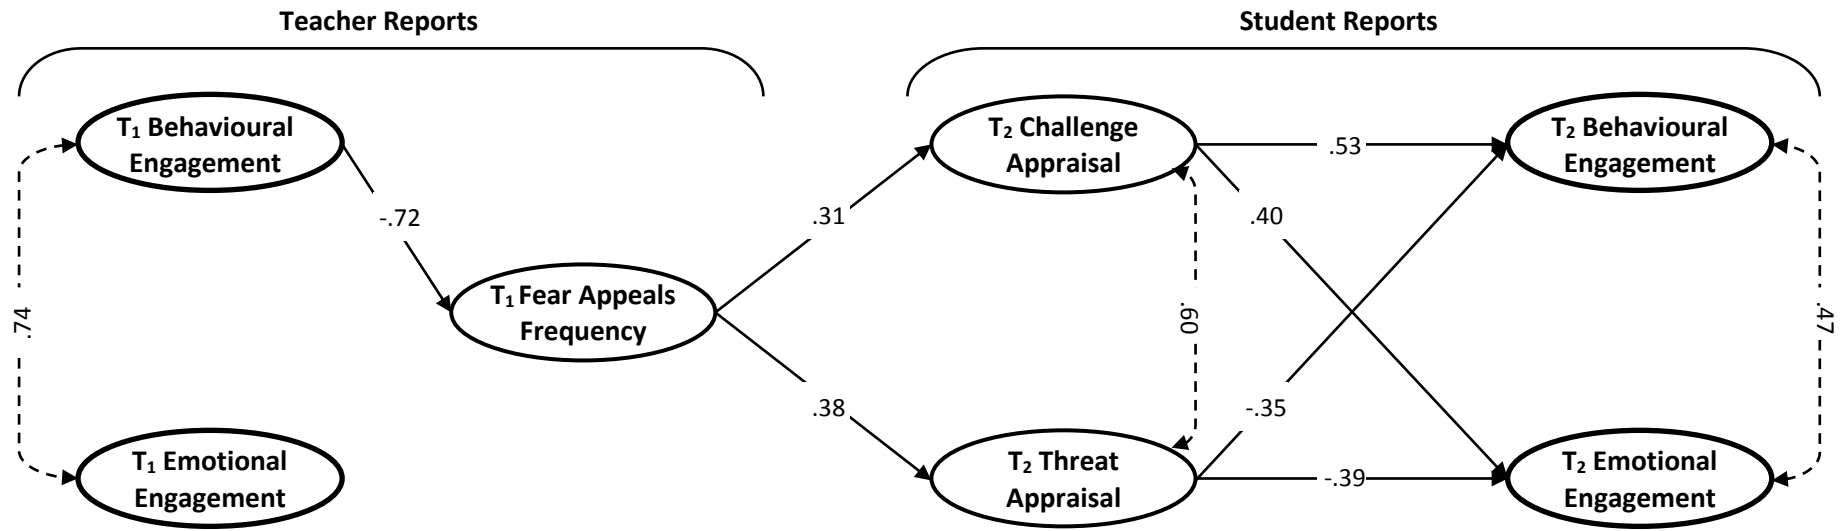 Teacher Reports
Student Reports
T₁ Behavioural
Engagement
T₂ Challenge
Appraisal
T₂ Behavioural
Engagement
.53
-.72
.31
.40
T₁ Fear Appeals
Frequency
.74
.09
.47
.38
-.35
T₁ Emotional
Engagement
T₂ Threat
Appraisal
-.39
T₂ Emotional
Engagement